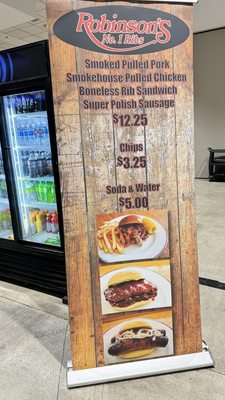 Robinson's
No. 1 Ribs
Smoked Pulled Pork
Smokehouse Pulled Chicken
Boneless Rib Sandwich
Super Polish Sausage
$12.25
Chips
$3.25
Soda & Water
$5.00